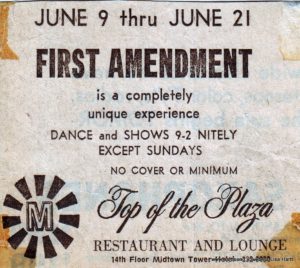 JUNE 9 thru JUNE 21
FIRST AMENDMENT
is a completely
unique experience
DANCE and SHOWS 9-2 NITELY
EXCEPT SUNDAYS
NO COVER OR MINIMUM
M
Top of the Plaza
RESTAURANT AND LOUNGE
14th Floor Midtown Tower